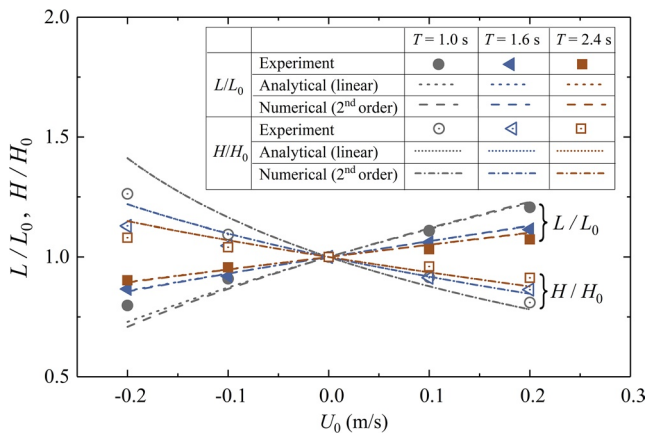 2.0
T = 1.0 s T = 1.6 s T = 2.4 s
Experiment
L/L0 Analytical (linear)
Numerical (2nd order)
Experiment
H/H0 Analytical (linear)
Numerical (2nd order)
1.5
1.0
0.5
L / L0
H / H0
L / L0 , H / H0
-0.2 -0.1 0.0 0.1 0.2 0.3
U0 (m/s)